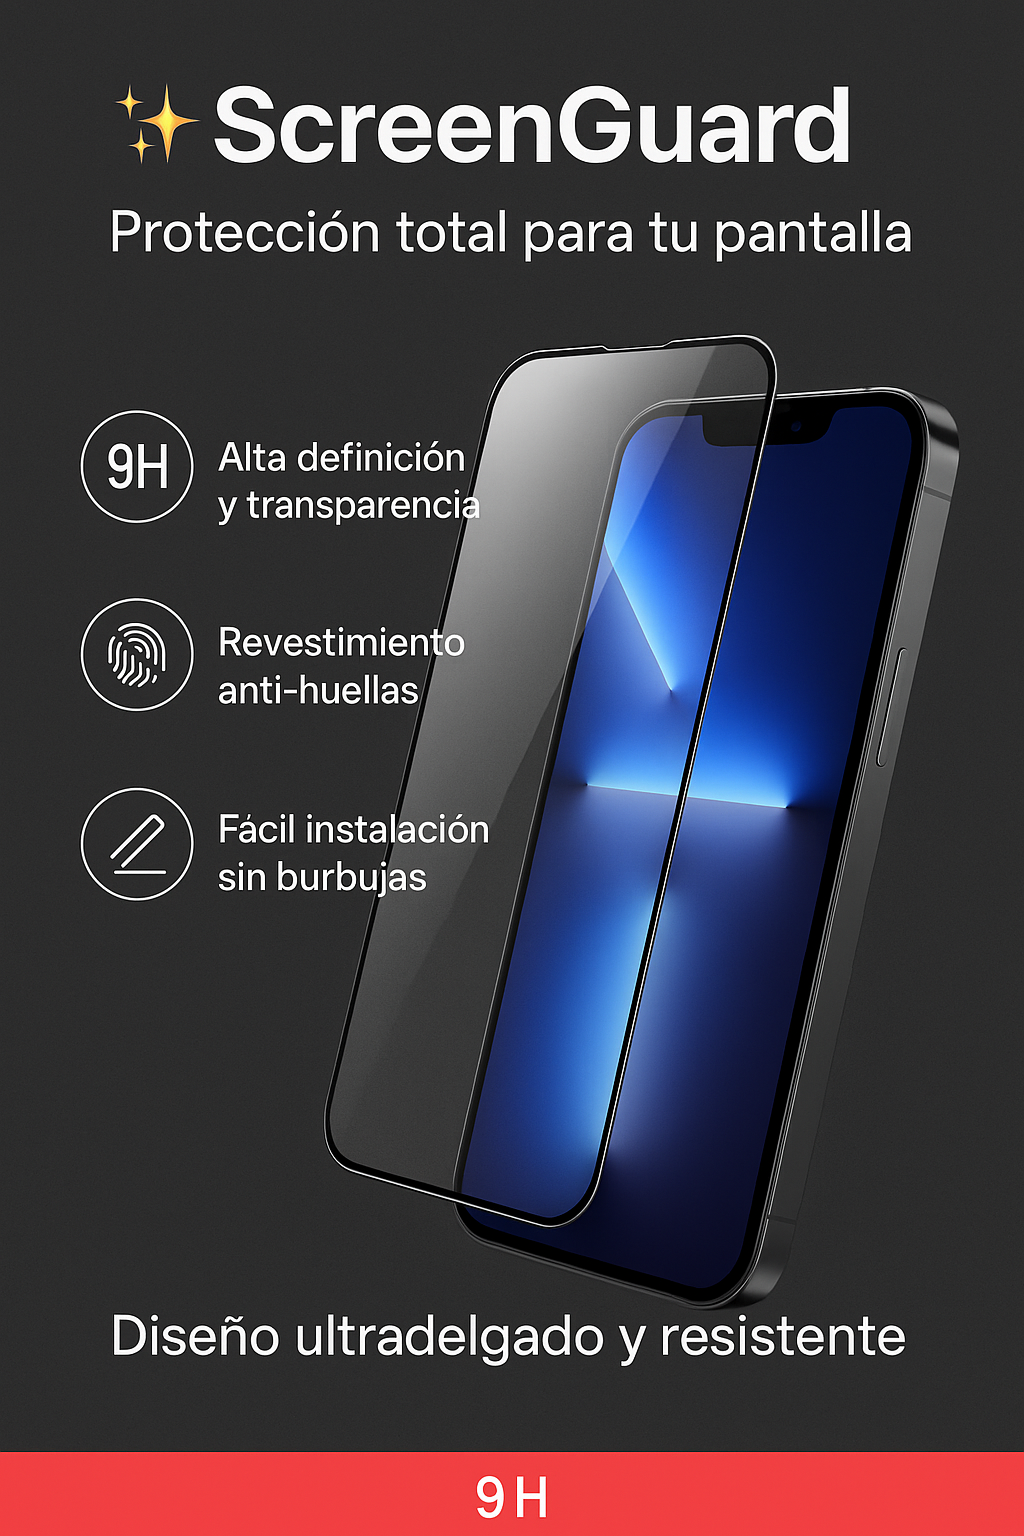 ScreenGuard
Protección total para tu pantalla
9H
Alta definición
y transparencia
Revestimiento
anti-huellas
Fácil instalación
sin burbujas
Diseño ultradelgado y resistente
9H